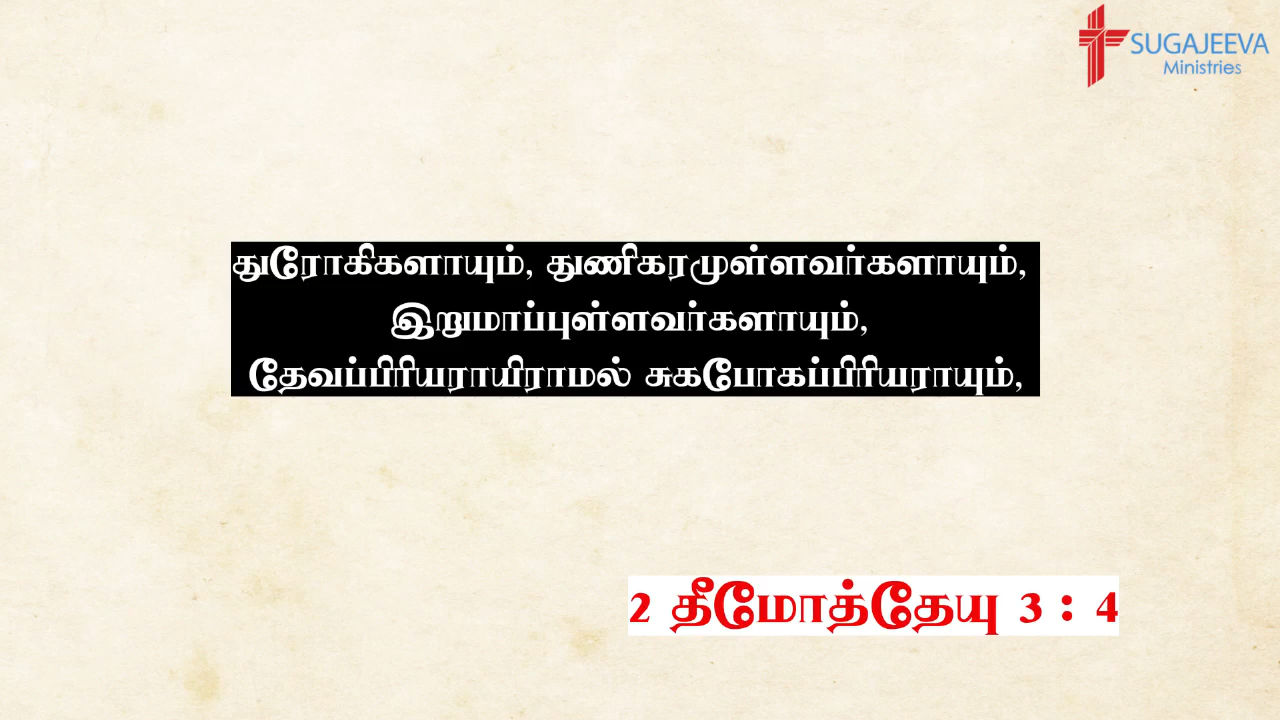 SUGAJEEVA
Ministries
துரோகிகளாயும், துணிகரமுள்ளவர்களாயும்,
இறுமாப்புள்ளவர்களாயும்,
தேவப்பிரியராயிராமல் சுகபோகப்பிரியராயும்,
2 தீமோத்தேயு 3 : 4